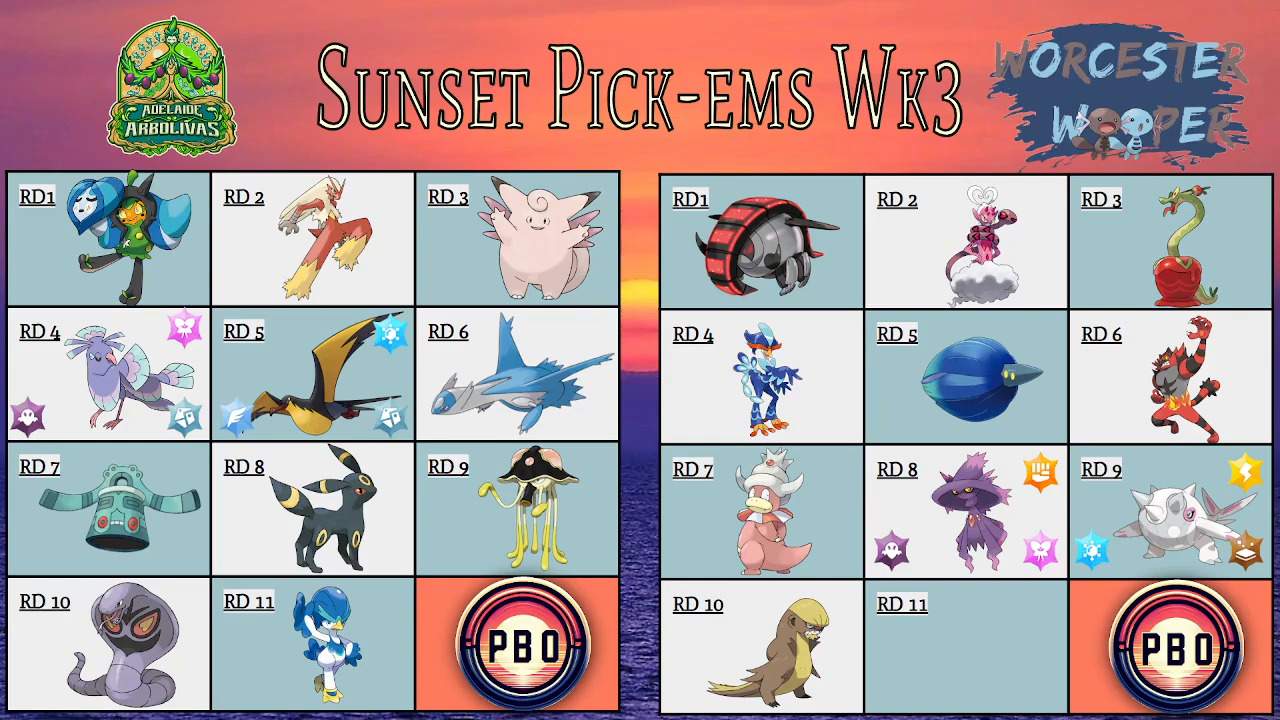 ADELAIDE
ARBOLIVAS
SUNSET PICK-EMS WK3
WORCESTER
WOOPER
RD1
RD 2
RD 3
RD 4
RD 5
RD 6
RD 7
RD 8
RD 9
RD 10
RD 11
PBO
RD1
RD 2
RD 3
RD 4
RD 5
RD 6
RD 7
RD 8
RD 9
RD 10
RD 11
PBO